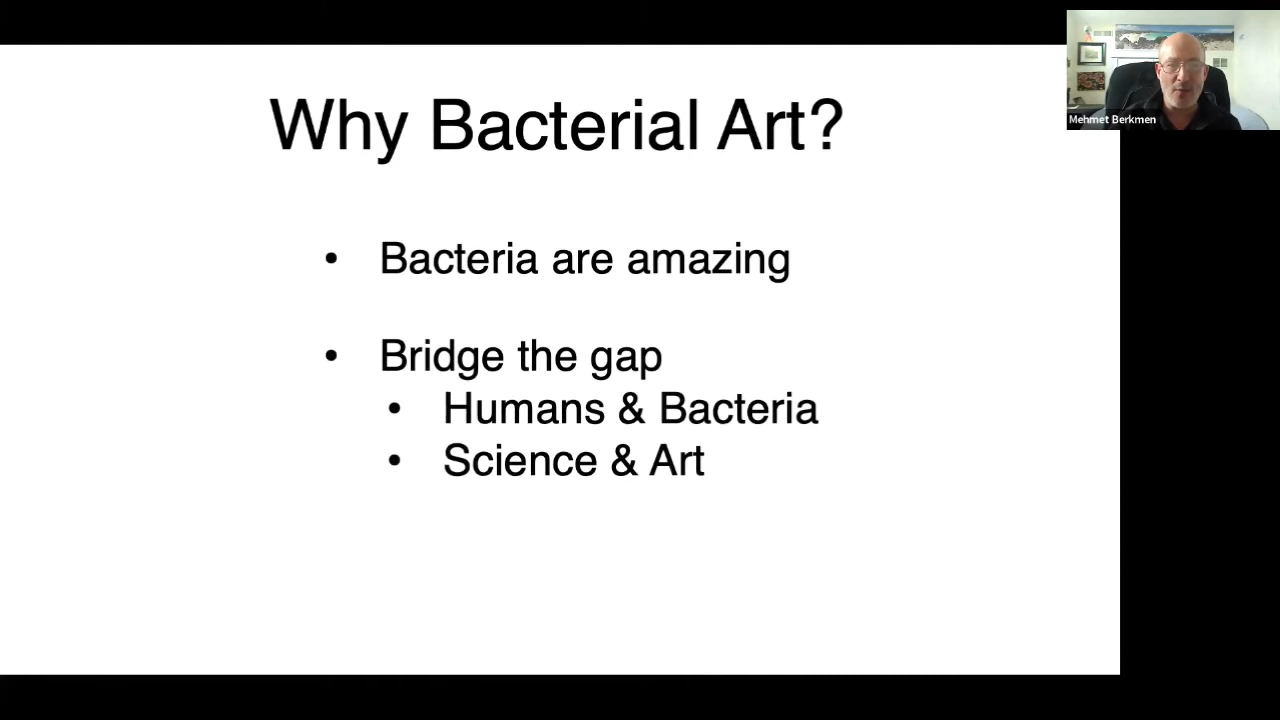 Why Bacterial Art?
• Bacteria are amazing
• Bridge the gap
• Humans & Bacteria
• Science & Art
Mehmet Berkmen